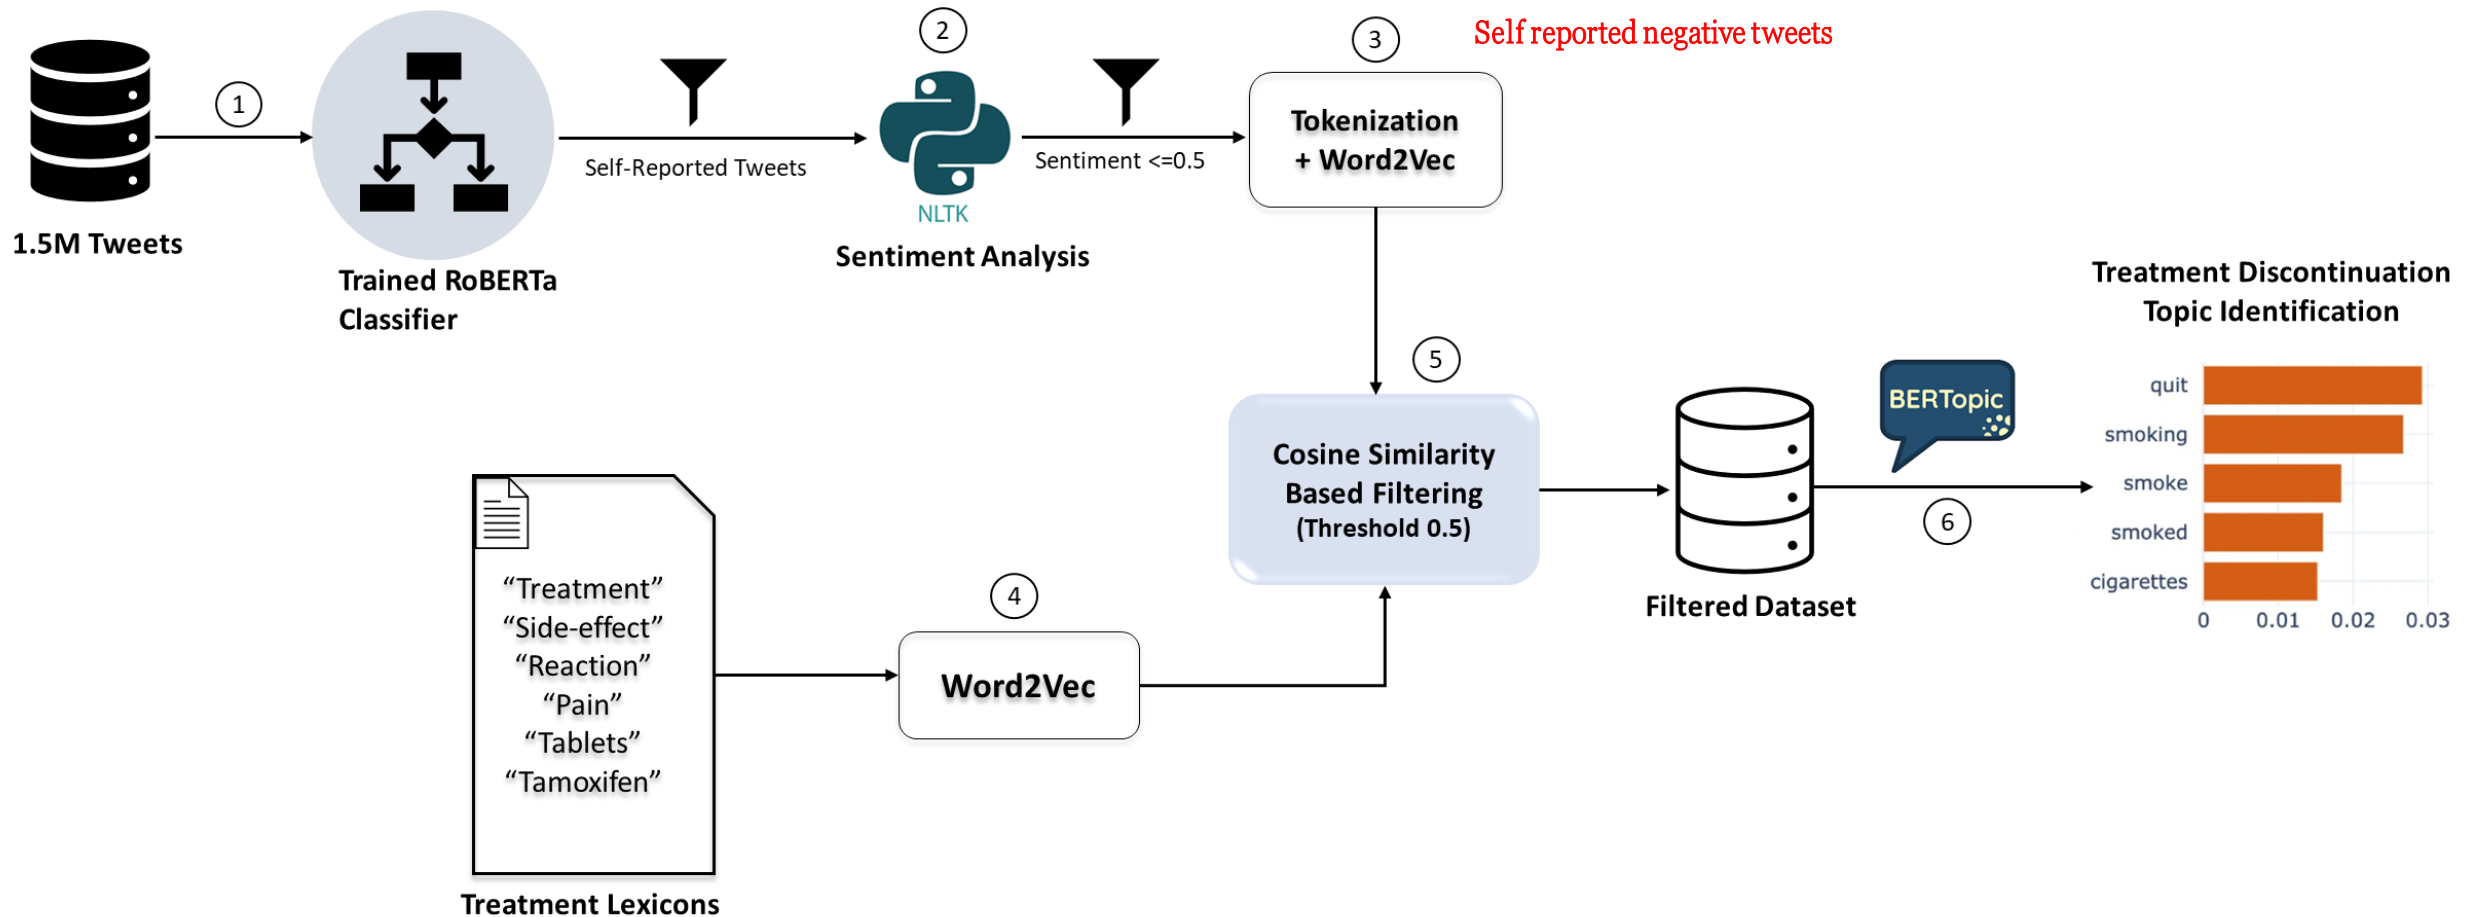 1
2
3
Self reported negative tweets
Tokenization
+ Word2Vec
Self-Reported Tweets
Sentiment <=0.5
NLTK
1.5M Tweets
Sentiment Analysis
Trained RoBERTa
Classifier
Treatment Discontinuation
Topic Identification
5
Cosine Similarity
Based Filtering
(Threshold 0.5)
BERTopic
6
quit
smoking
smoke
smoked
cigarettes
0 0.01 0.02 0.03
Filtered Dataset
“Treatment”
“Side-effect”
“Reaction”
“Pain”
“Tablets”
“Tamoxifen”
4
Word2Vec
Treatment Lexicons